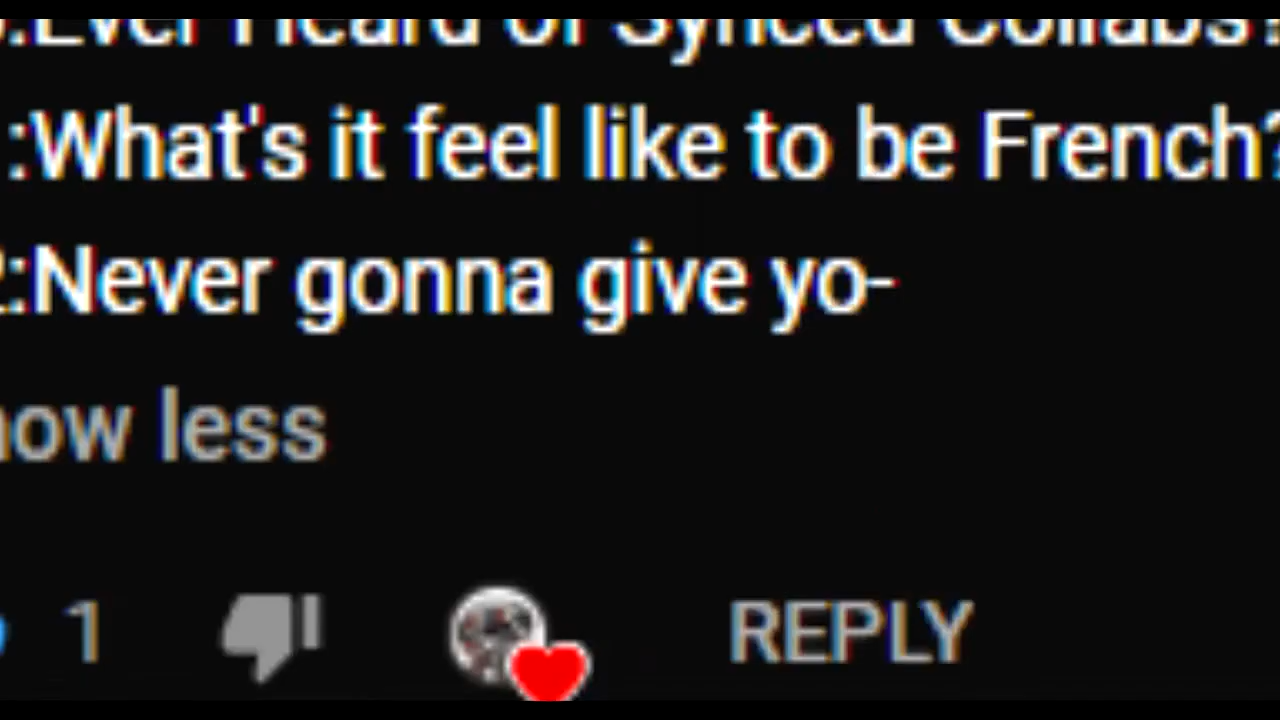 :Ever Heard of Synced Collabs?
:What's it feel like to be French?
:Never gonna give yo-
how less
1
REPLY